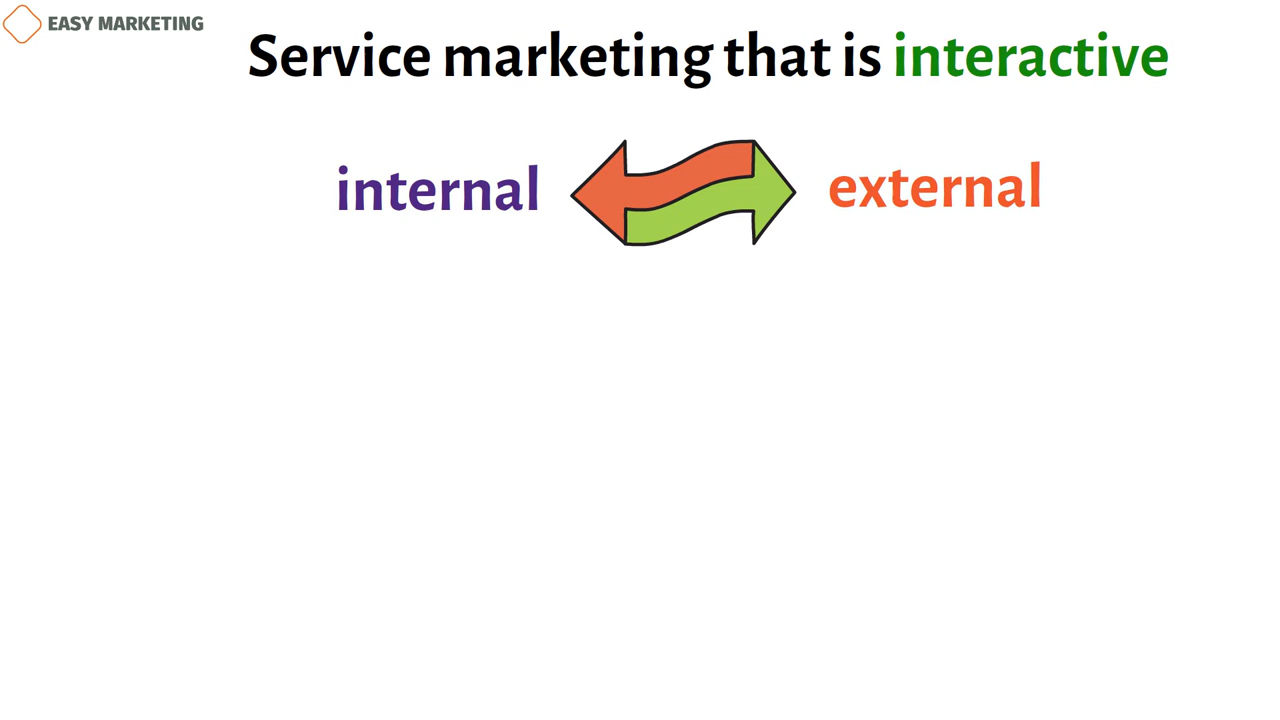 EASY MARKETING
Service marketing that is interactive
internal external